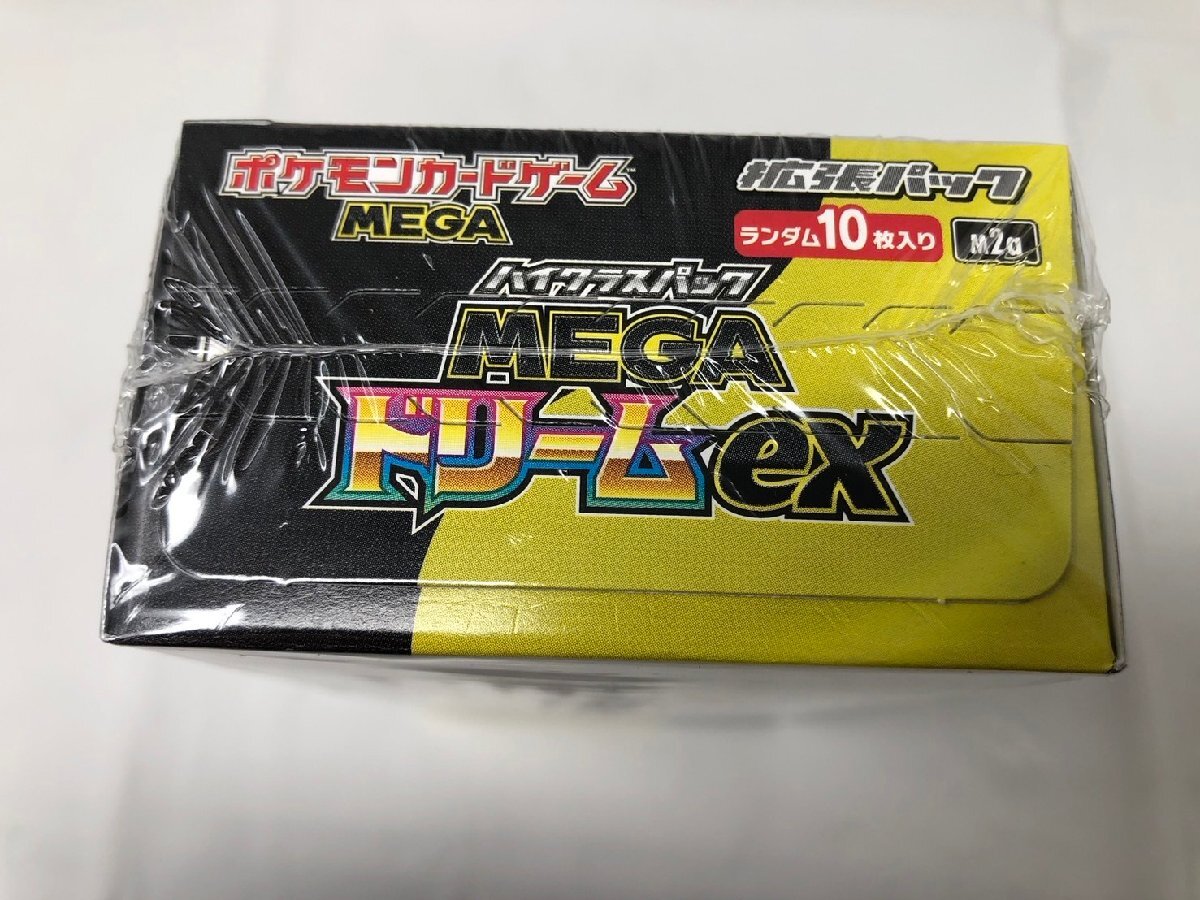 ポケモンカードゲーム
MEGA
拡張パック
ランダム10枚入り
M2a
ハイクラスパック
MEGA
ドリームex